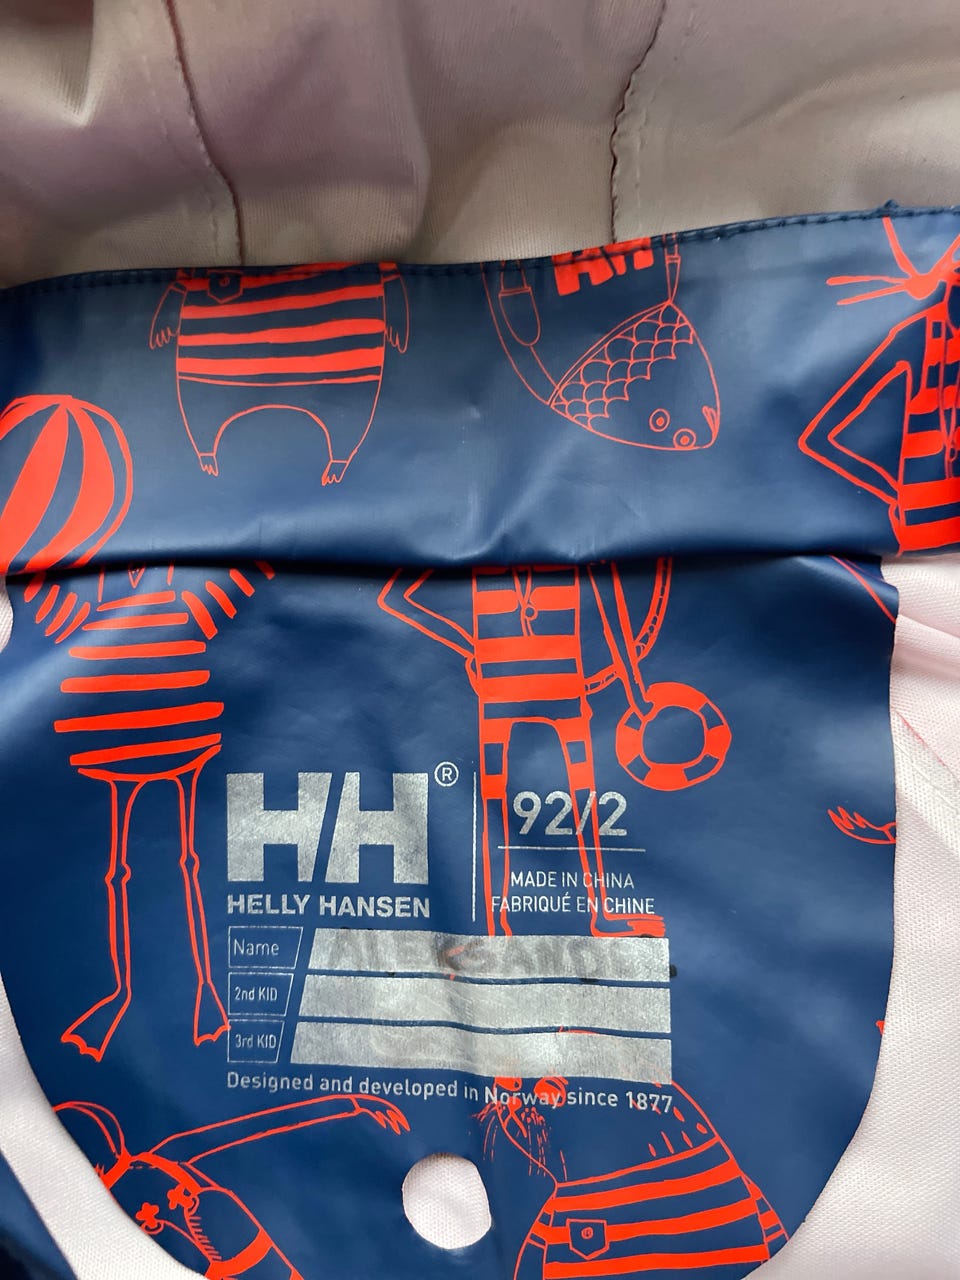 HH
HH®
HELLY HANSEN
92/2
MADE IN CHINA
FABRIQUÉ EN CHINE
Name
2nd KID
3rd KID
Designed and developed in Norway since 1877